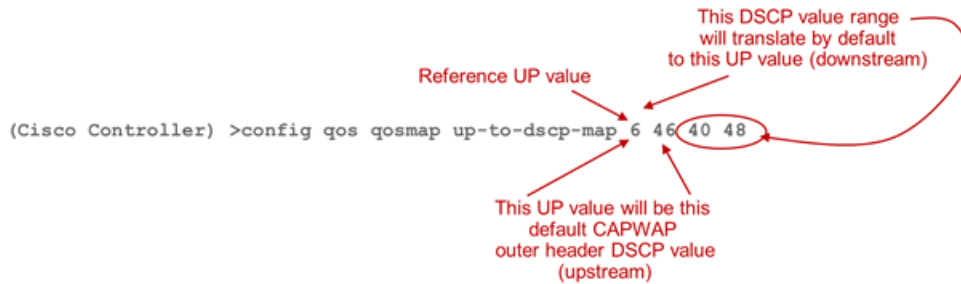 This DSCP value range
will translate by default
to this UP value (downstream)
Reference UP value
(Cisco Controller) >config qos qosmap up-to-dscp-map 6 46 40 48
This UP value will be this
default CAPWAP
outer header DSCP value
(upstream)